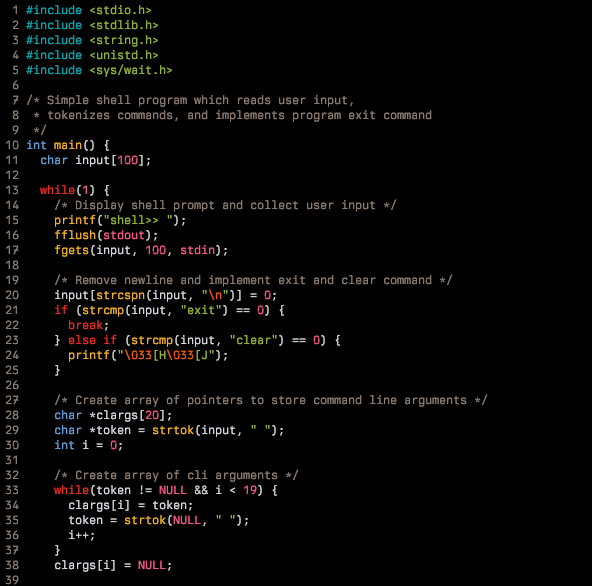 1 #include <stdio.h>
2 #include <stdlib.h>
3 #include <string.h>
4 #include <unistd.h>
5 #include <sys/wait.h>
6
7 /* Simple shell program which reads user input,
8  * tokenizes commands, and implements program exit command
9  */
10 int main() {
11   char input[100];
12
13   while(1) {
14     /* Display shell prompt and collect user input */
15     printf("shell>> ");
16     fflush(stdout);
17     fgets(input, 100, stdin);
18
19     /* Remove newline and implement exit and clear command */
20     input[strcspn(input, "\n")] = 0;
21     if (strcmp(input, "exit") == 0) {
22       break;
23     } else if (strcmp(input, "clear") == 0) {
24       printf("\033[H\033[J");
25     }
26
27     /* Create array of pointers to store command line arguments */
28     char *clargs[20];
29     char *token = strtok(input, " ");
30     int i = 0;
31
32     /* Create array of cli arguments */
33     while(token != NULL && i < 19) {
34       clargs[i] = token;
35       token = strtok(NULL, " ");
36       i++;
37     }
38     clargs[i] = NULL;
39